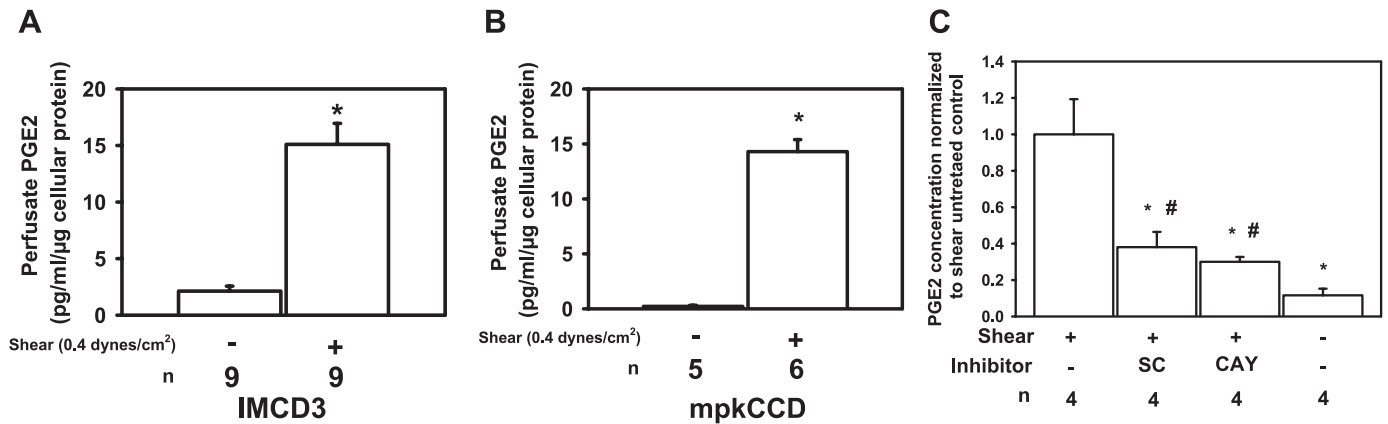 A
Perfusate PGE2
(pg/ml/µg cellular protein)
20
15
10
5
0
*
Shear (0.4 dynes/cm²)
- +
n 9 9
IMCD3
B
Perfusate PGE2
(pg/ml/µg cellular protein)
20
15
10
5
0
*
Shear (0.4 dynes/cm²)
- +
n 5 6
mpkCCD
C
PGE2 concentration normalized
to shear untretaed control
1.4
1.2
1.0
0.8
0.6
0.4
0.2
0.0
* #
* #
*
Shear + + + -
Inhibitor - SC CAY -
n 4 4 4 4